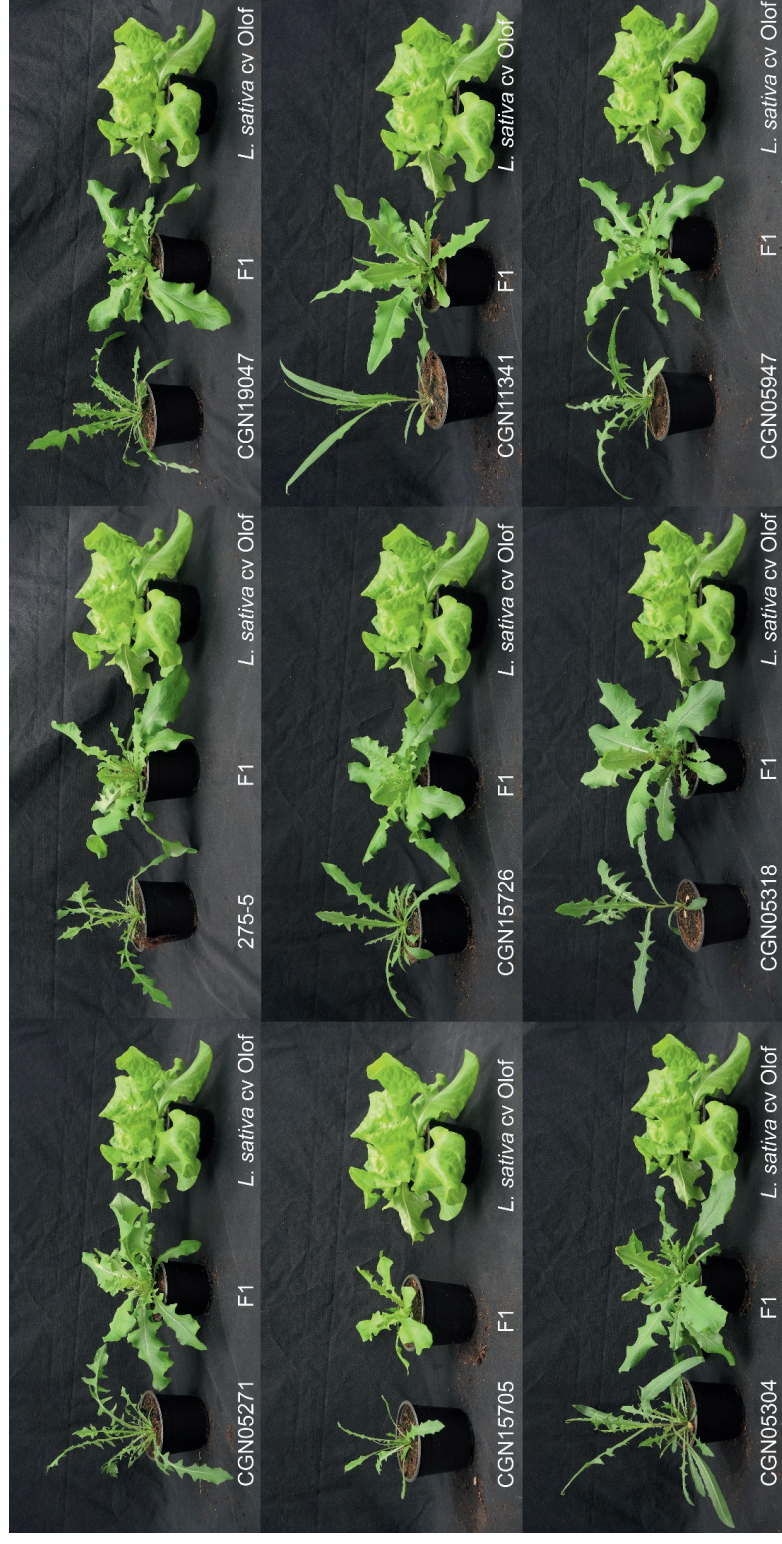 CGN05271 F1 L. sativa cv Olof
275-5 F1 L. sativa cv Olof
CGN19047 F1 L. sativa cv Olof
CGN15705 F1 L. sativa cv Olof
CGN15726 F1 L. sativa cv Olof
CGN11341 F1 L. sativa cv Olof
CGN05304 F1 L. sativa cv Olof
CGN05318 F1 L. sativa cv Olof
CGN05947 F1 L. sativa cv Olof